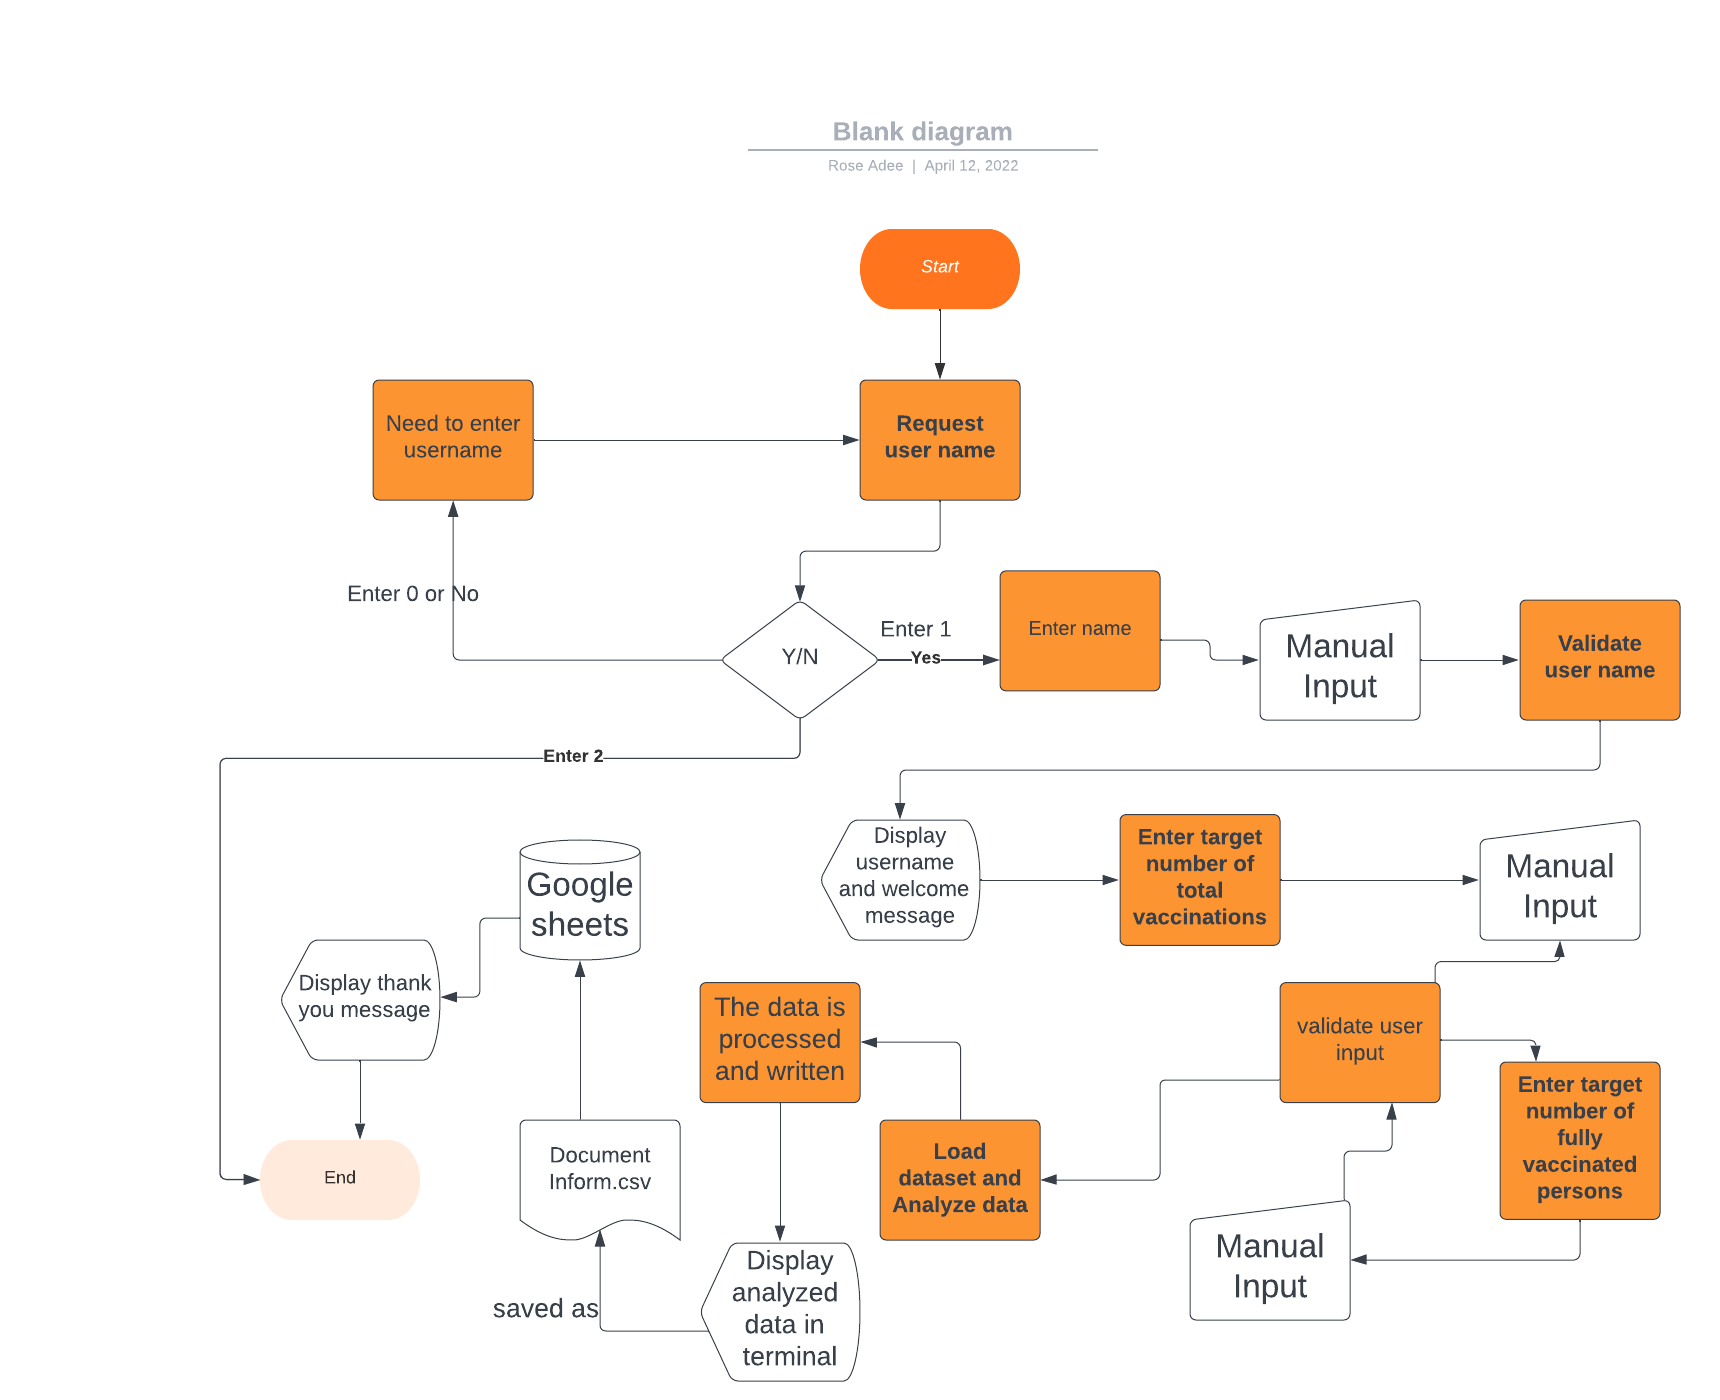 Blank diagram
Rose Adee | April 12, 2022
Start
Need to enter
username
Request
user name
Enter 0 or No
Y/N
Enter 1
Yes
Enter name
Manual
Input
Validate
user name
Enter 2
Display
username
and welcome
message
Enter target
number of
total
vaccinations
Manual
Input
Google
sheets
Display thank
you message
The data is
processed
and written
validate user
input
Enter target
number of
fully
vaccinated
persons
Load
dataset and
Analyze data
Document
Inform.csv
End
Manual
Input
saved as
Display
analyzed
data in
terminal